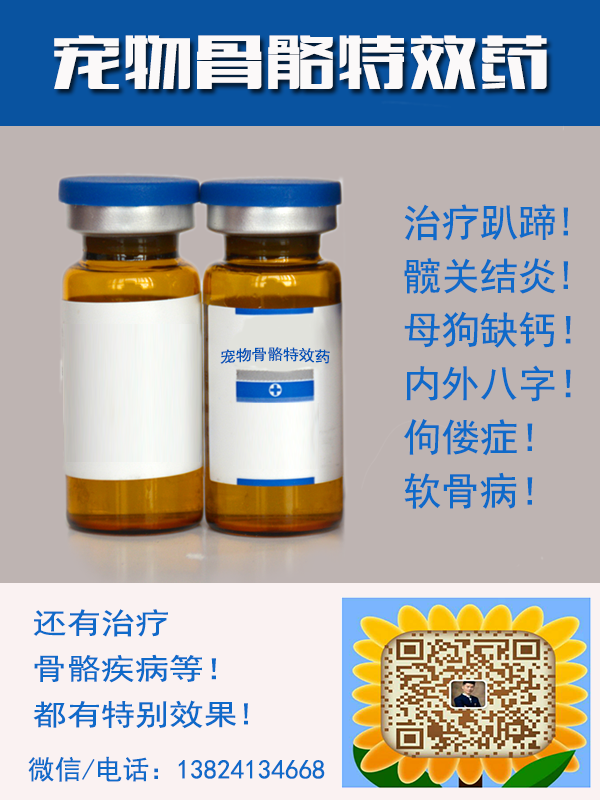 宠物骨骼特效药
治疗趴蹄!
髋关结炎!
母狗缺钙!
内外八字!
佝偻症!
软骨病!
宠物骨骼特效药
还有治疗
骨骼疾病等!
都有特别效果!
微信/电话：13824134668